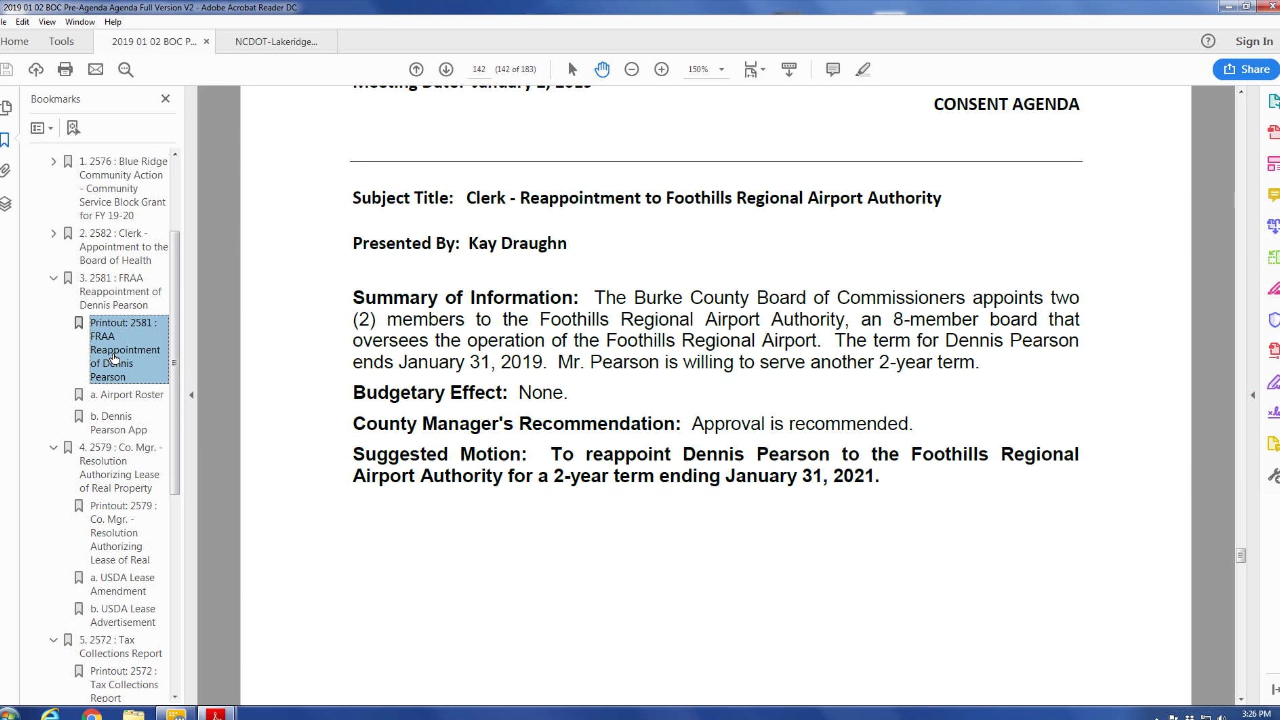 2019 01 02 BOC Pre-Agenda Agenda Full Version V2 - Adobe Acrobat Reader DC
Edit View Window Help
Home Tools 2019 01 02 BOC P... × NCDOT-Lakeridge...
Sign In
142 (142 of 183) 150%
Share
Bookmarks
1. 2576 : Blue Ridge
Community Action
- Community
Service Block Grant
for FY 19-20
2. 2582 : Clerk -
Appointment to the
Board of Health
3. 2581 : FRAA
Reappointment of
Dennis Pearson
Printout: 2581 :
FRAA
Reappointment
of Dennis
Pearson
a. Airport Roster
b. Dennis
Pearson App
4. 2579 : Co. Mgr. -
Resolution
Authorizing Lease
of Real Property
Printout: 2579 :
Co. Mgr. -
Resolution
Authorizing
Lease of Real
a. USDA Lease
Amendment
b. USDA Lease
Advertisement
5. 2572 : Tax
Collections Report
Printout: 2572 :
Tax Collections
Report
Meeting Date: January 2, 2019
CONSENT AGENDA
Subject Title: Clerk - Reappointment to Foothills Regional Airport Authority
Presented By: Kay Draughn
Summary of Information: The Burke County Board of Commissioners appoints two
(2) members to the Foothills Regional Airport Authority, an 8-member board that
oversees the operation of the Foothills Regional Airport. The term for Dennis Pearson
ends January 31, 2019. Mr. Pearson is willing to serve another 2-year term.
Budgetary Effect: None.
County Manager's Recommendation: Approval is recommended.
Suggested Motion: To reappoint Dennis Pearson to the Foothills Regional
Airport Authority for a 2-year term ending January 31, 2021.
3:26 PM